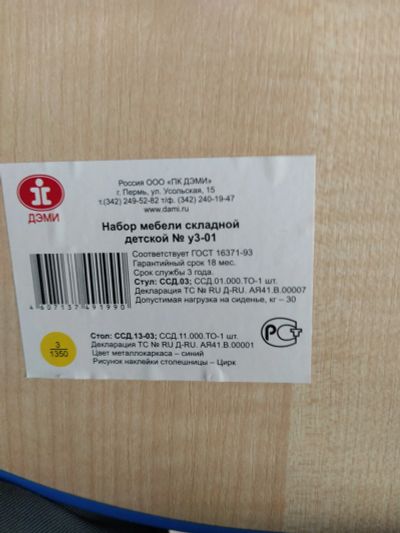 ДЭМИ
Россия ООО «ПК ДЭМИ»
г. Пермь, ул. Усольская, 15
т.(342) 249-52-82 т/ф. (342) 240-19-47
www.dami.ru
Набор мебели складной
детской № у3-01
Соответствует ГОСТ 16371-93
Гарантийный срок 18 мес.
Срок службы 3 года.
Стул: ССД.03; ССД.01.000.ТО-1 шт.
Декларация ТС № RU Д-RU. АЯ41.В.00007
Допустимая нагрузка на сиденье, кг – 30
4607137491990
Стол: ССД.13-03; ССД.11.000.ТО-1 шт.
Декларация ТС № RU Д-RU. АЯ41.В.00001
Цвет металлокаркаса – синий
Рисунок наклейки столешницы – Цирк
3
1350
РСТ